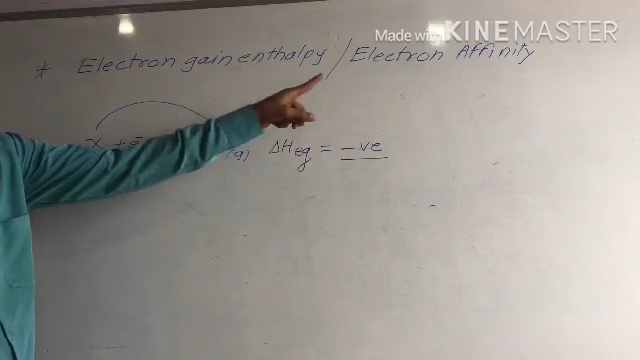 Made with KINEMASTER
* Electron gain enthalpy / Electron Affinity
x + e⁻ (g) ΔHeg = -ve